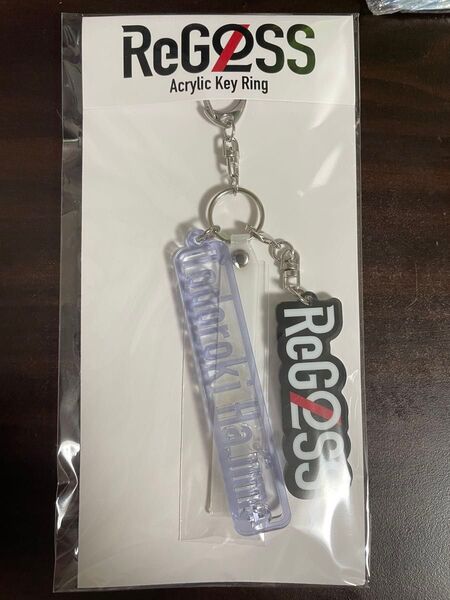 ReGLOSS
Acrylic Key Ring
Todoroki Hajime
ReGLOSS